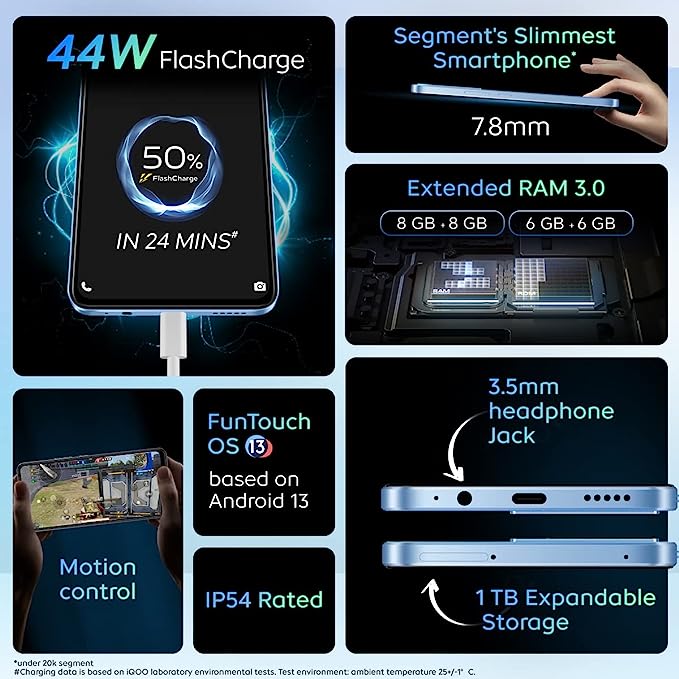 44W FlashCharge
50%
FlashCharge
IN 24 MINS#
Segment's Slimmest
Smartphone*
7.8mm
Extended RAM 3.0
8 GB + 8 GB
6 GB + 6 GB
RAM
ROM
Motion
control
FunTouch
OS 13
based on
Android 13
IP54 Rated
3.5mm
headphone
Jack
1 TB Expandable
Storage
*under 20k segment
#Charging data is based on iQOO laboratory environmental tests. Test environment: ambient temperature 25+/-1° C.